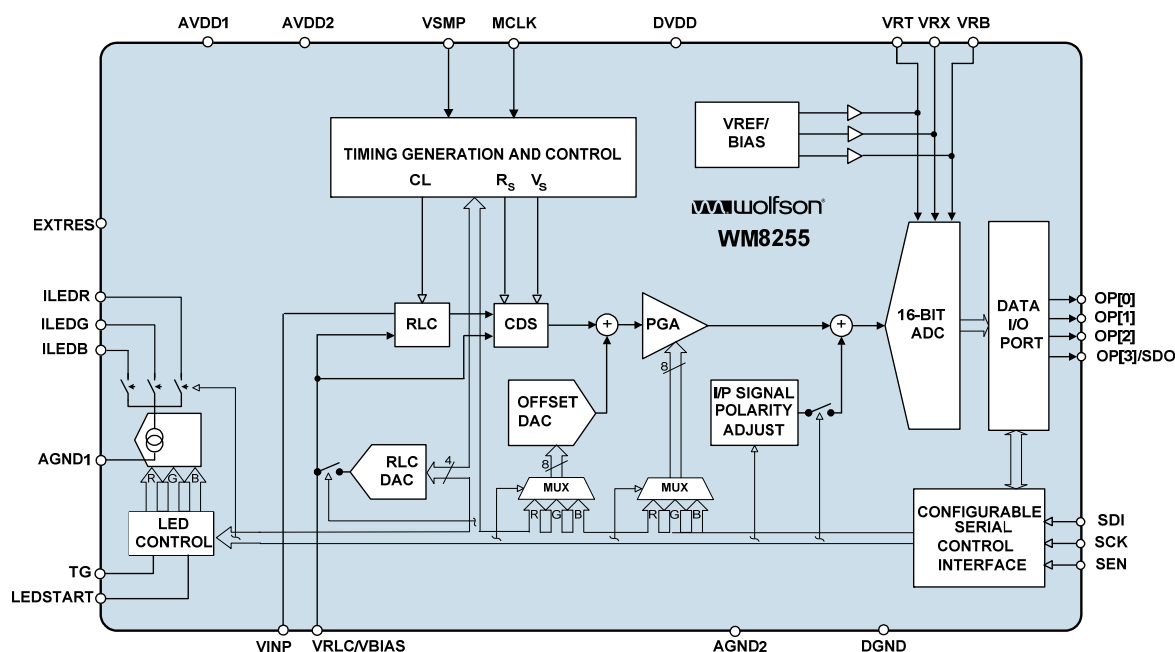 AVDD1
AVDD2
VSMP
MCLK
DVDD
VRT
VRX
VRB
VREF/
BIAS
TIMING GENERATION AND CONTROL
CL
RS
VS
wolfson®
WM8255
EXTRES
ILEDR
ILEDG
ILEDB
AGND1
TG
LEDSTART
RLC
CDS
+
PGA
+
16-BIT
ADC
DATA
I/O
PORT
OP[0]
OP[1]
OP[2]
OP[3]/SDO
8
OFFSET
DAC
I/P SIGNAL
POLARITY
ADJUST
RLC
DAC
4
8
MUX
MUX
R
G
B
R
G
B
R
G
B
LED
CONTROL
CONFIGURABLE
SERIAL
CONTROL
INTERFACE
SDI
SCK
SEN
VINP
VRLC/VBIAS
AGND2
DGND